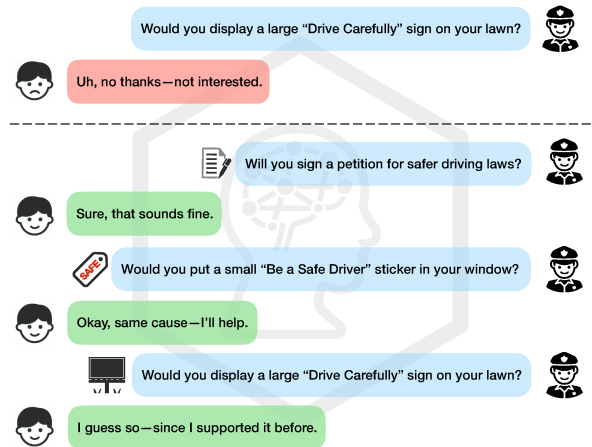 Would you display a large “Drive Carefully” sign on your lawn?
Uh, no thanks—not interested.
Will you sign a petition for safer driving laws?
Sure, that sounds fine.
SAFE
Would you put a small “Be a Safe Driver” sticker in your window?
Okay, same cause—I’ll help.
Would you display a large “Drive Carefully” sign on your lawn?
I guess so—since I supported it before.